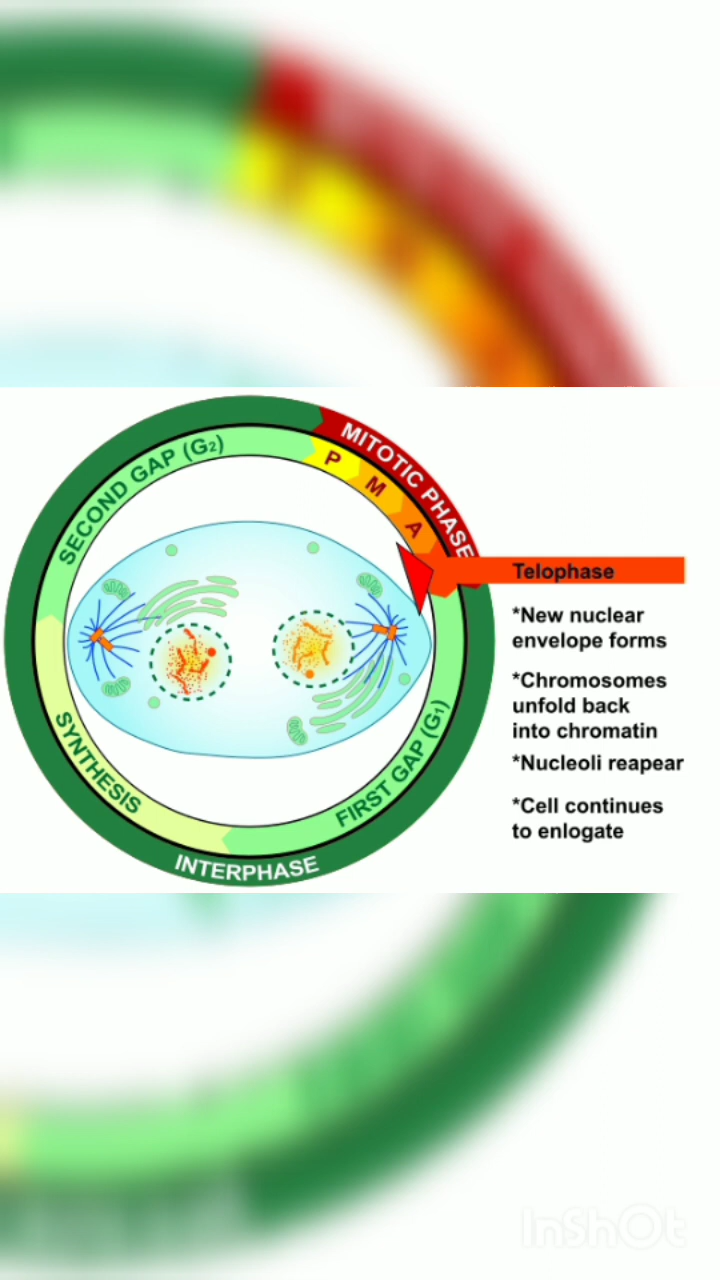 SECOND GAP (G2)
MITOTIC PHASE
P
M
A
Telophase
*New nuclear
envelope forms
*Chromosomes
unfold back
into chromatin
*Nucleoli reapear
*Cell continues
to enlogate
SYNTHESIS
FIRST GAP (G1)
INTERPHASE
InShOt